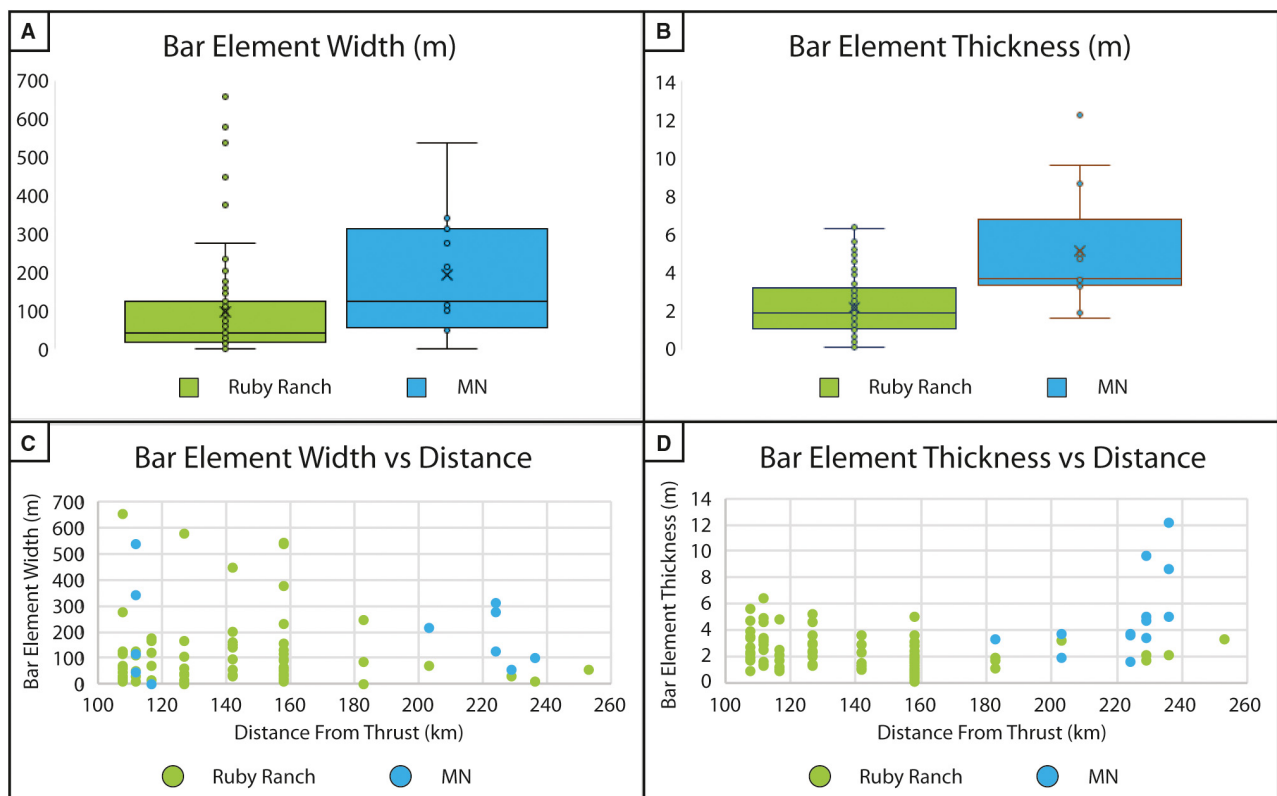 A
Bar Element Width (m)
700
600
500
400
300
200
100
0
Ruby Ranch MN
B
Bar Element Thickness (m)
14
12
10
8
6
4
2
0
Ruby Ranch MN
C
Bar Element Width vs Distance
Bar Element Width (m)
700
600
500
400
300
200
100
0
100 120 140 160 180 200 220 240 260
Distance From Thrust (km)
Ruby Ranch MN
D
Bar Element Thickness vs Distance
Bar Element Thickness (m)
14
12
10
8
6
4
2
0
100 120 140 160 180 200 220 240 260
Distance From Thrust (km)
Ruby Ranch MN